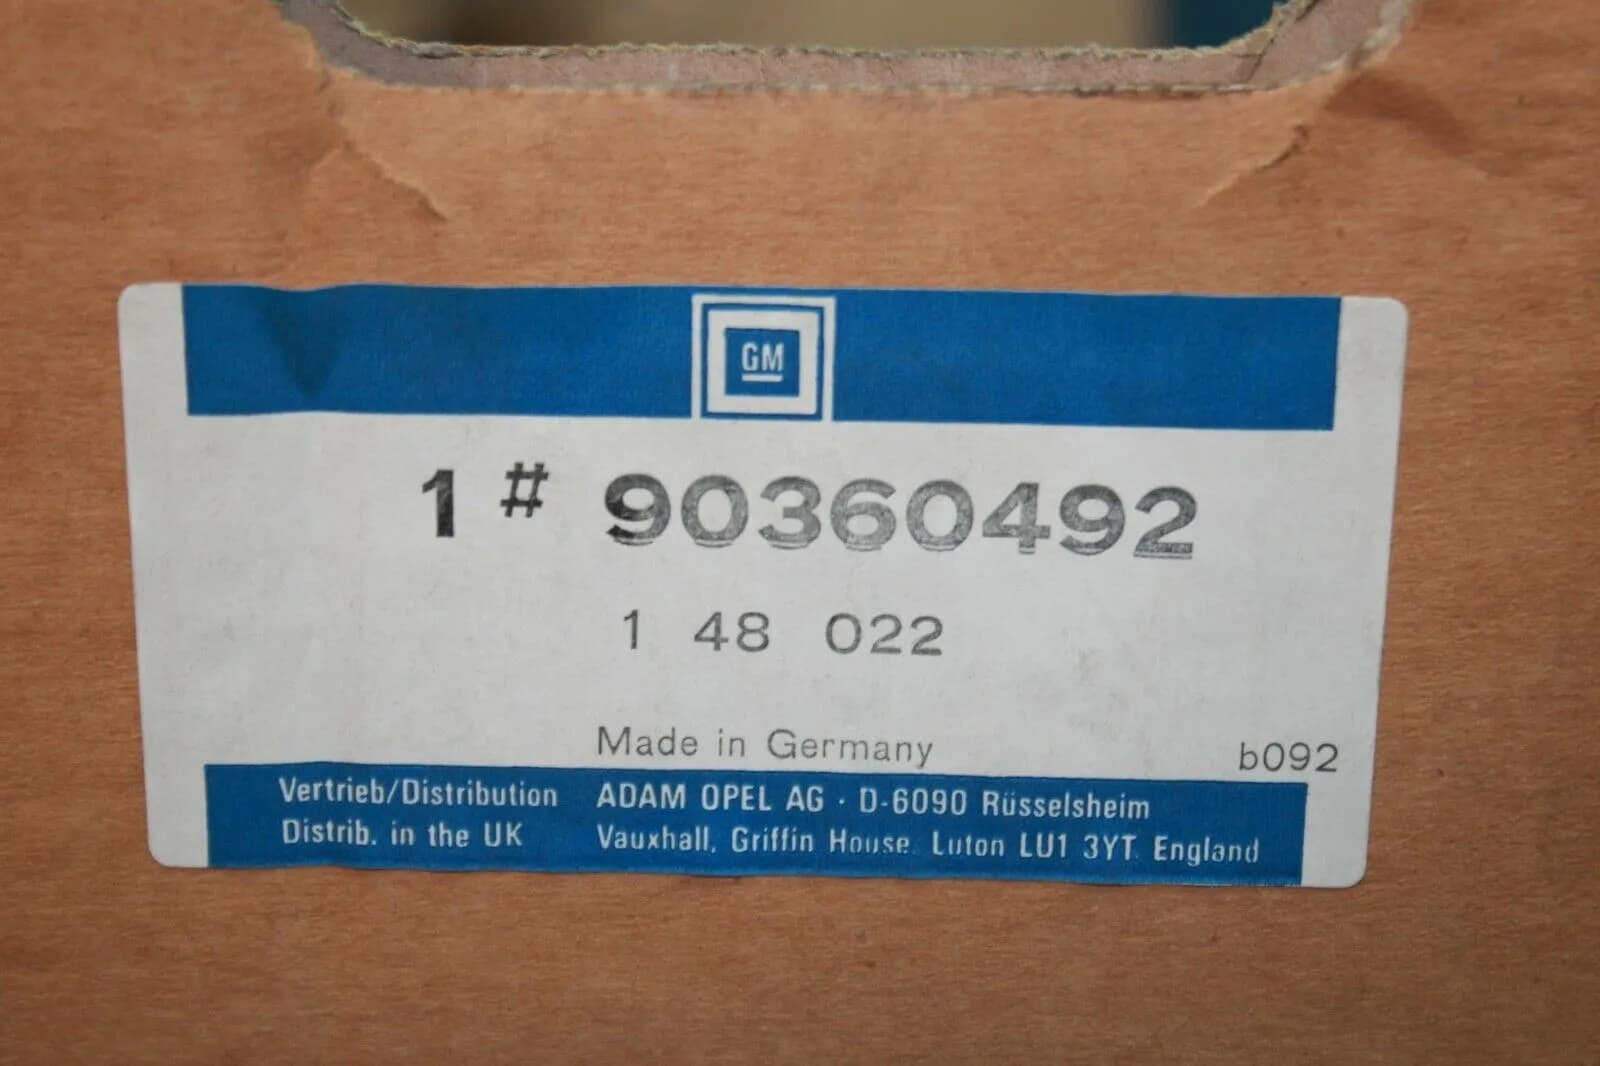 GM
1 # 90360492
1 48 022
Made in Germany b092
Vertrieb/Distribution ADAM OPEL AG · D-6090 Rüsselsheim
Distrib. in the UK Vauxhall, Griffin House. Luton LU1 3YT. England